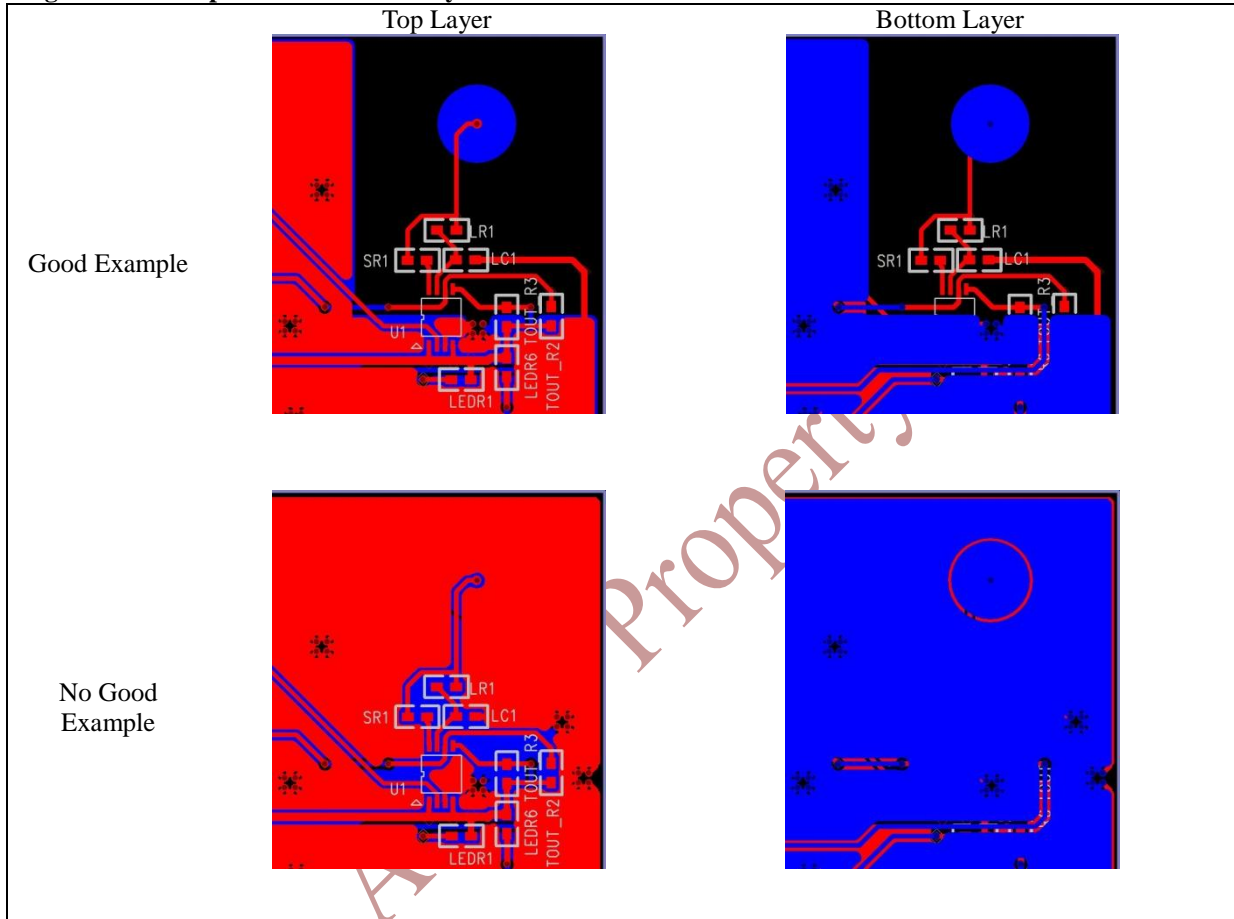 Top Layer
Bottom Layer
Good Example
LR1
SR1
LC1
R3
U1
TOUT
LEDR6
TOUT_R2
LEDR1
LR1
SR1
LC1
R3
Property
No Good
Example
LR1
SR1
LC1
R3
U1
TOUT
LEDR6
TOUT_R2
LEDR1